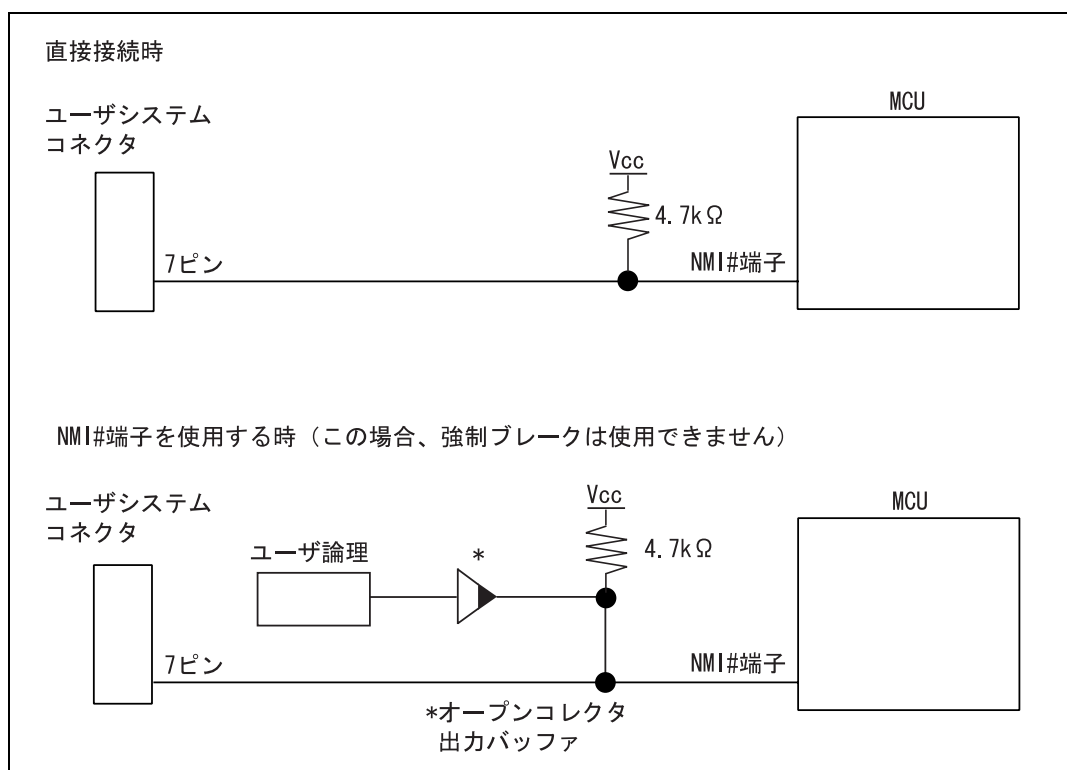 直接接続時
ユーザシステム
コネクタ
MCU
Vcc
4.7kΩ
7ピン
NMI#端子
NMI#端子を使用する時（この場合、強制ブレークは使用できません）
ユーザシステム
コネクタ
ユーザ論理
*
Vcc
4.7kΩ
MCU
7ピン
NMI#端子
*オープンコレクタ
出力バッファ